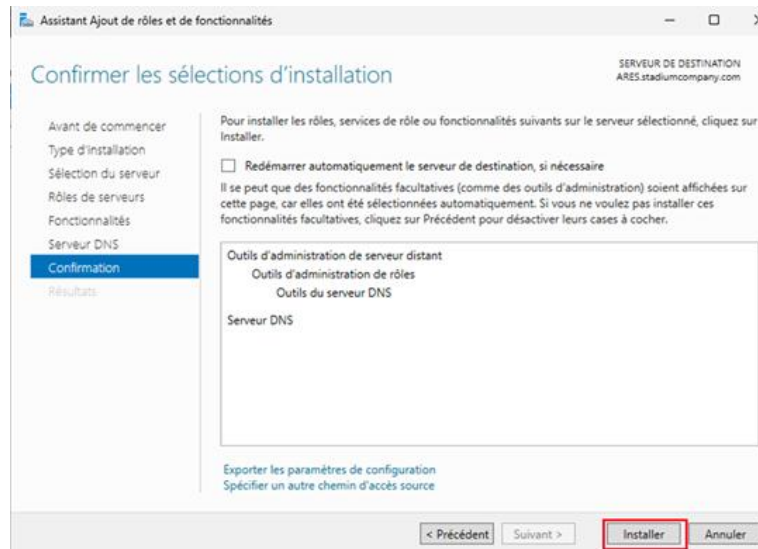 Assistant Ajout de rôles et de fonctionnalités
Confirmer les sélections d'installation
SERVEUR DE DESTINATION
ARES.stadiumcompany.com
Avant de commencer
Type d'installation
Sélection du serveur
Rôles de serveurs
Fonctionnalités
Serveur DNS
Confirmation
Résultats
Pour installer les rôles, services de rôle ou fonctionnalités suivants sur le serveur sélectionné, cliquez sur
Installer.
Redémarrer automatiquement le serveur de destination, si nécessaire
Il se peut que des fonctionnalités facultatives (comme des outils d'administration) soient affichées sur
cette page, car elles ont été sélectionnées automatiquement. Si vous ne voulez pas installer ces
fonctionnalités facultatives, cliquez sur Précédent pour désactiver leurs cases à cocher.
Outils d'administration de serveur distant
Outils d'administration de rôles
Outils du serveur DNS
Serveur DNS
Exporter les paramètres de configuration
Spécifier un autre chemin d'accès source
< Précédent
Suivant >
Installer
Annuler